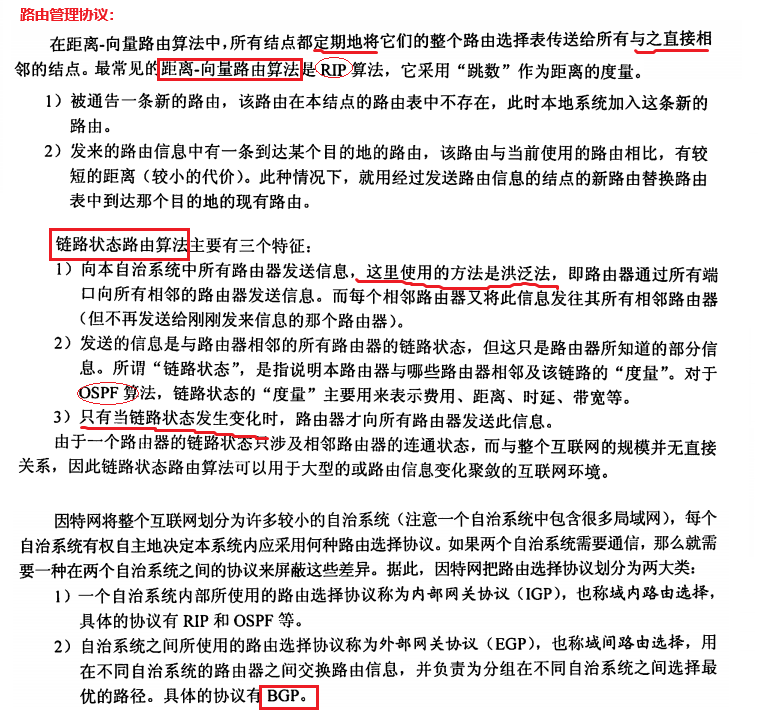 路由管理协议：
在距离-向量路由算法中，所有结点都定期地将它们的整个路由选择表传送给所有与之直接相
邻的结点。最常见的距离-向量路由算法是 RIP 算法，它采用“跳数”作为距离的度量。
1）被通告一条新的路由，该路由在本结点的路由表中不存在，此时本地系统加入这条新的
路由。
2）发来的路由信息中有一条到达某个目的地的路由，该路由与当前使用的路由相比，有较
短的距离（较小的代价）。此种情况下，就用经过发送路由信息的结点的新路由替换路由
表中到达那个目的地的现有路由。
链路状态路由算法主要有三个特征：
1）向本自治系统中所有路由器发送信息，这里使用的方法是洪泛法，即路由器通过所有端
口向所有相邻的路由器发送信息。而每个相邻路由器又将此信息发往其所有相邻路由器
（但不再发送给刚刚发来信息的那个路由器）。
2）发送的信息是与路由器相邻的所有路由器的链路状态，但这只是路由器所知道的部分信
息。所谓“链路状态”，是指说明本路由器与哪些路由器相邻及该链路的“度量”。对于
OSPF 算法，链路状态的“度量”主要用来表示费用、距离、时延、带宽等。
3）只有当链路状态发生变化时，路由器才向所有路由器发送此信息。
由于一个路由器的链路状态只涉及相邻路由器的连通状态，而与整个互联网的规模并无直接
关系，因此链路状态路由算法可以用于大型的或路由信息变化聚敛的互联网环境。
因特网将整个互联网划分为许多较小的自治系统（注意一个自治系统中包含很多局域网），每个
自治系统有权自主地决定本系统内应采用何种路由选择协议。如果两个自治系统需要通信，那么就需
要一种在两个自治系统之间的协议来屏蔽这些差异。据此，因特网把路由选择协议划分为两大类：
1）一个自治系统内部所使用的路由选择协议称为内部网关协议（IGP），也称域内路由选择，
具体的协议有 RIP 和 OSPF 等。
2）自治系统之间所使用的路由选择协议称为外部网关协议（EGP），也称域间路由选择，用
在不同自治系统的路由器之间交换路由信息，并负责为分组在不同自治系统之间选择最
优的路径。具体的协议有 BGP。